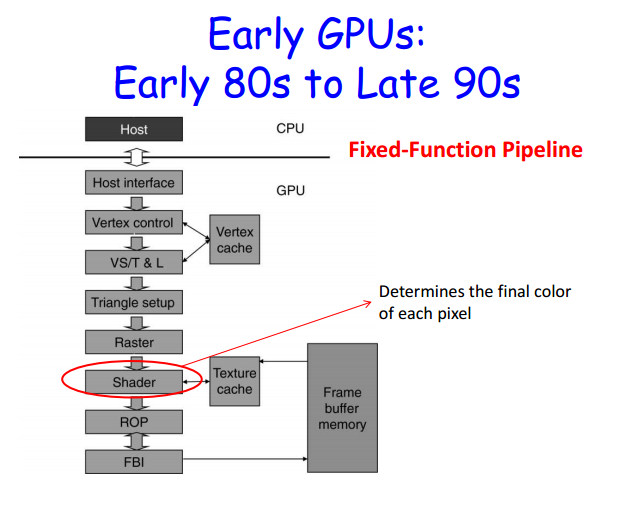 Early GPUs:
Early 80s to Late 90s
Host
CPU
Fixed-Function Pipeline
Host interface
GPU
Vertex control
Vertex
cache
VS/T & L
Triangle setup
Determines the final color
of each pixel
Raster
Shader
Texture
cache
Frame
buffer
memory
ROP
FBI